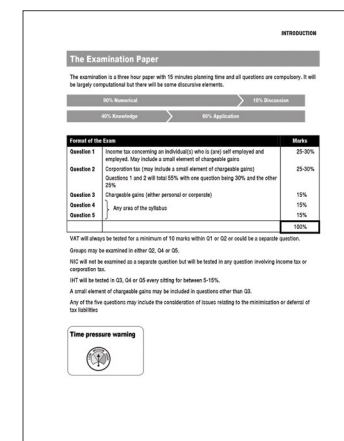 INTRODUCTION
The Examination Paper
The examination is a three hour paper with 15 minutes planning time and all questions are compulsory. It will
be largely computational but there will be some discursive elements.
90% Numerical 10% Discussion
40% Knowledge 60% Application
Format of the Exam Marks
Question 1 Income tax concerning an individual(s) who is (are) self employed and 25-30%
employed. May include a small element of chargeable gains
Question 2 Corporation tax (may include a small element of chargeable gains) 25-30%
Questions 1 and 2 will total 55% with one question being 30% and the other
25%
Question 3 Chargeable gains (either personal or corporate) 15%
Question 4 15%
Any area of the syllabus
Question 5 15%
100%
VAT will always be tested for a minimum of 10 marks within Q1 or Q2 or could be a separate question.
Groups may be examined in either Q2, Q4 or Q5.
NIC will not be examined as a separate question but will be tested in any question involving income tax or
corporation tax.
IHT will be tested in Q3, Q4 or Q5 every sitting for between 5-15%.
A small element of chargeable gains may be included in questions other than Q3.
Any of the five questions may include the consideration of issues relating to the minimisation or deferral of
tax liabilities
Time pressure warning